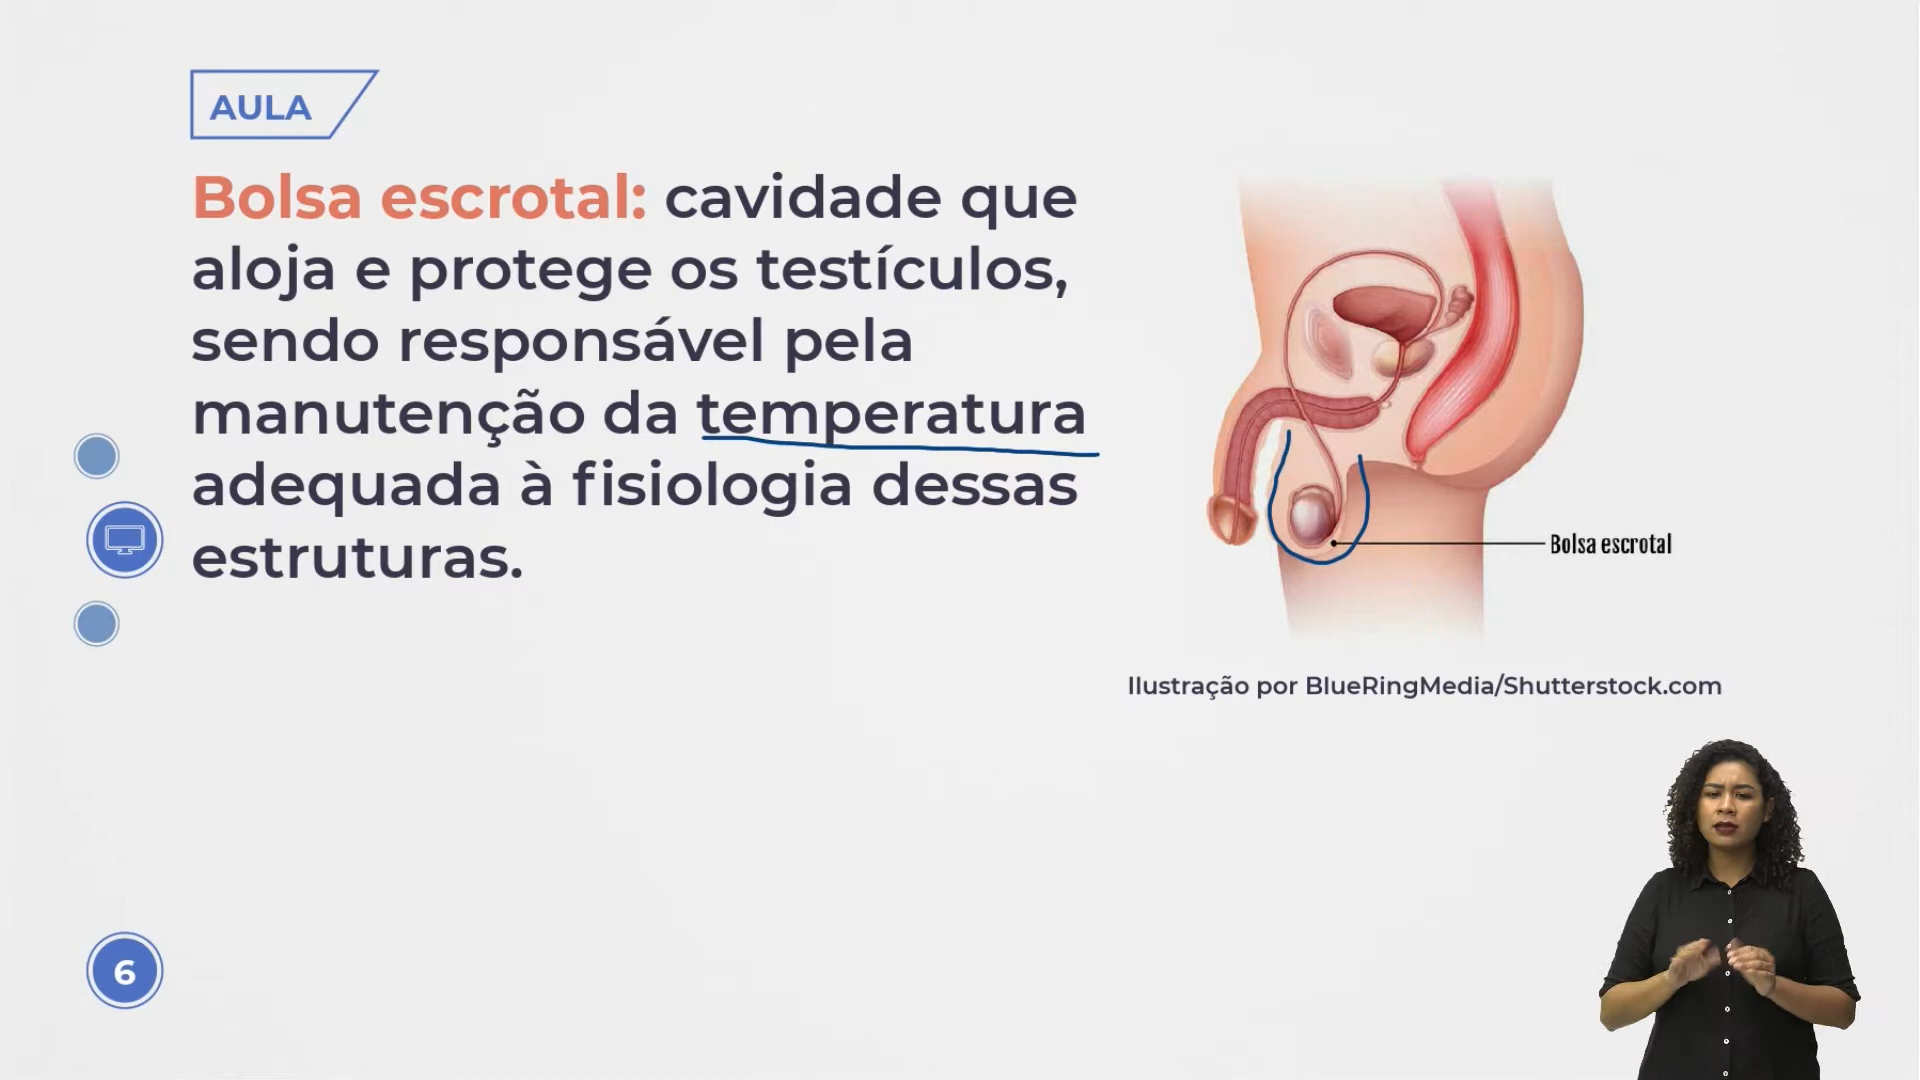 AULA
Bolsa escrotal: cavidade que
aloja e protege os testículos,
sendo responsável pela
manutenção da temperatura
adequada à fisiologia dessas
estruturas.
Bolsa escrotal
Ilustração por BlueRingMedia/Shutterstock.com
6